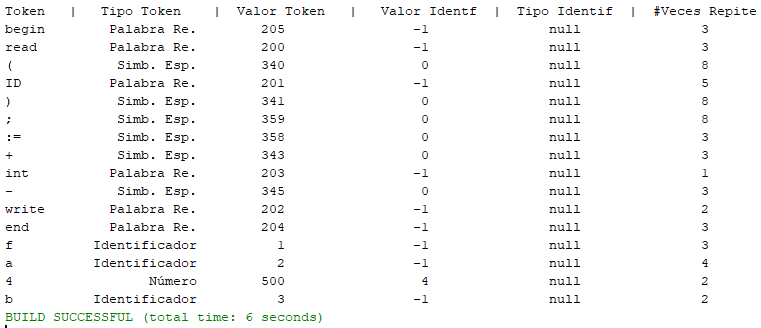 Token | Tipo Token | Valor Token | Valor Identf | Tipo Identif | #Veces Repite
begin Palabra Re. 205 -1 null 3
read Palabra Re. 200 -1 null 3
( Simb. Esp. 340 0 null 8
ID Palabra Re. 201 -1 null 5
) Simb. Esp. 341 0 null 8
; Simb. Esp. 359 0 null 8
:= Simb. Esp. 358 0 null 3
+ Simb. Esp. 343 0 null 3
int Palabra Re. 203 -1 null 1
- Simb. Esp. 345 0 null 3
write Palabra Re. 202 -1 null 2
end Palabra Re. 204 -1 null 3
f Identificador 1 -1 null 3
a Identificador 2 -1 null 4
4 Número 500 4 null 2
b Identificador 3 -1 null 2
BUILD SUCCESSFUL (total time: 6 seconds)